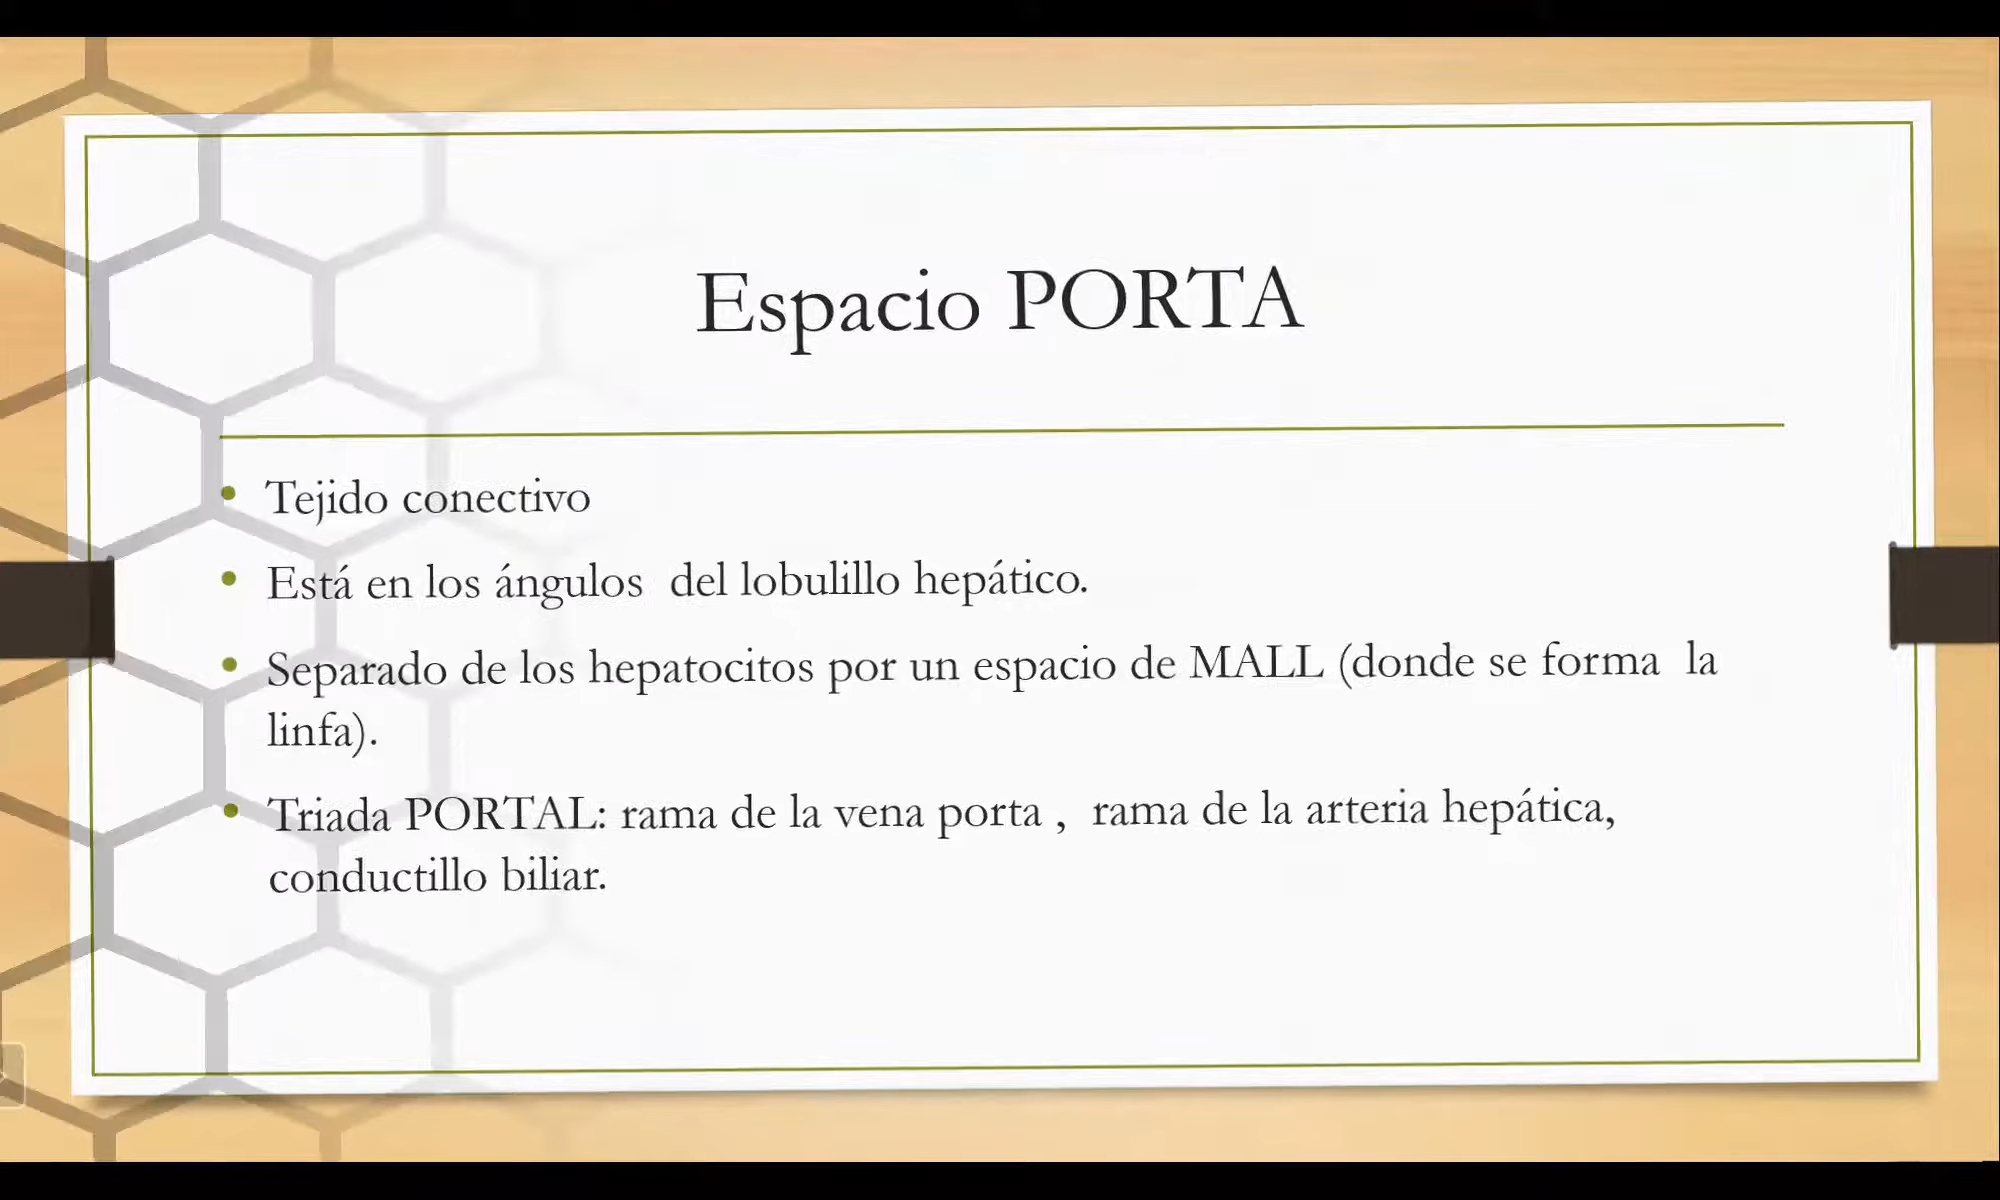 Espacio PORTA
• Tejido conectivo
• Está en los ángulos  del lobulillo hepático.
• Separado de los hepatocitos por un espacio de MALL (donde se forma  la
linfa).
• Triada PORTAL: rama de la vena porta ,  rama de la arteria hepática,
conductillo biliar.